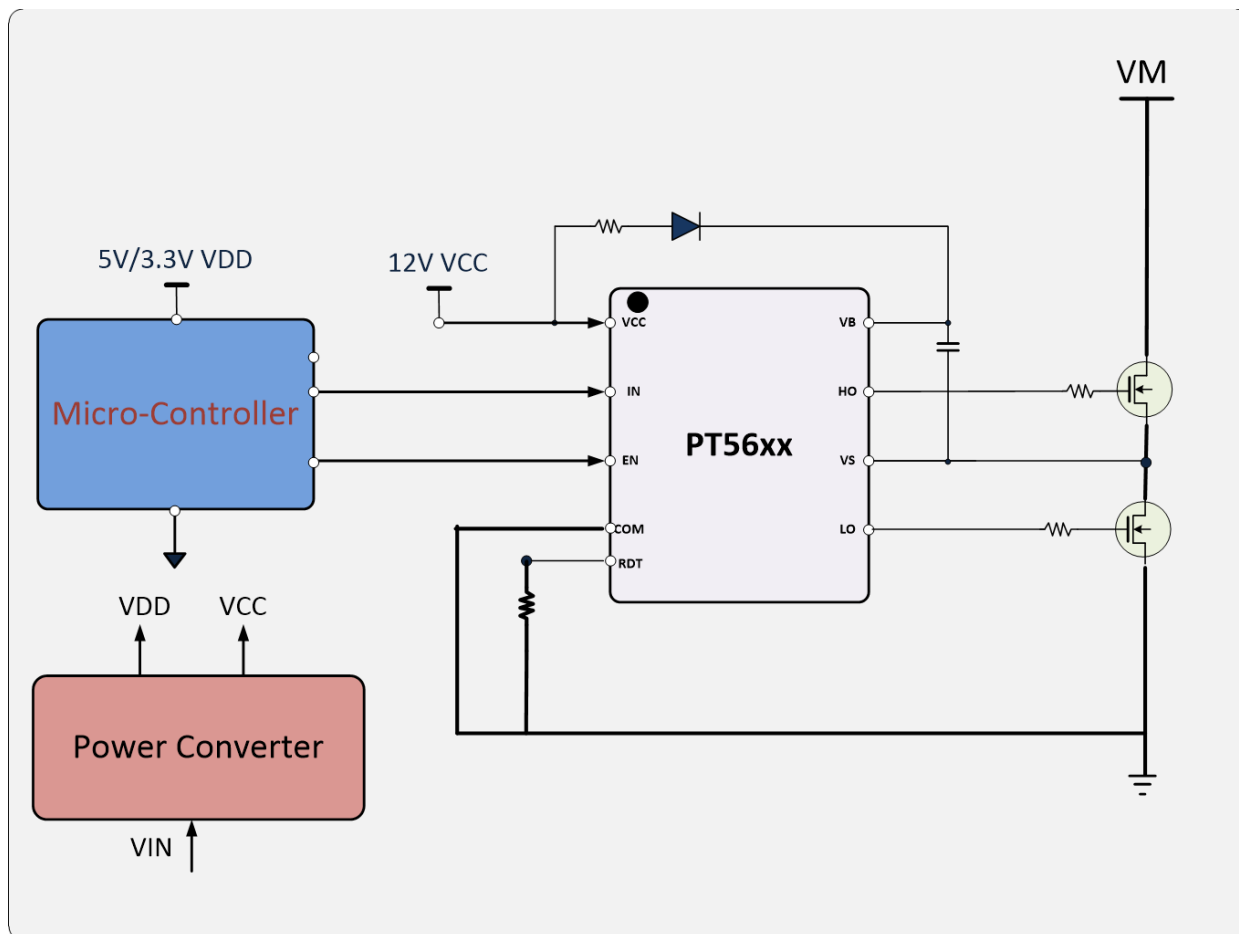 VM
5V/3.3V VDD
12V VCC
VCC
VB
Micro-Controller
IN
HO
PT56xx
EN
VS
COM
LO
RDT
VDD
VCC
Power Converter
VIN